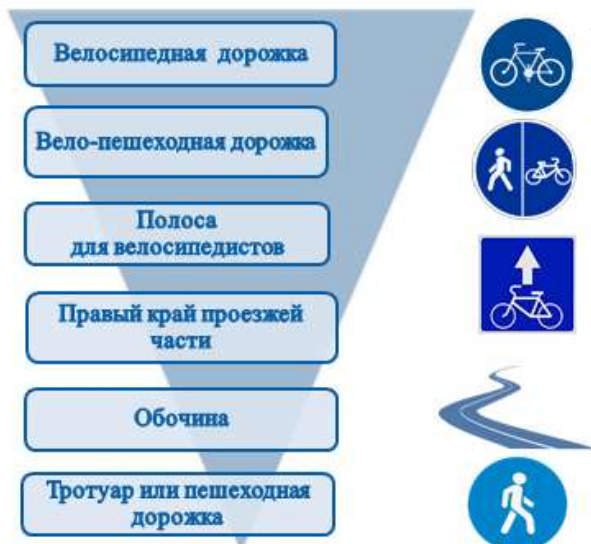 Велосипедная дорожка
Вело-пешеходная дорожка
Полоса
для велосипедистов
Правый край проезжей
части
Обочина
Тротуар или пешеходная
дорожка